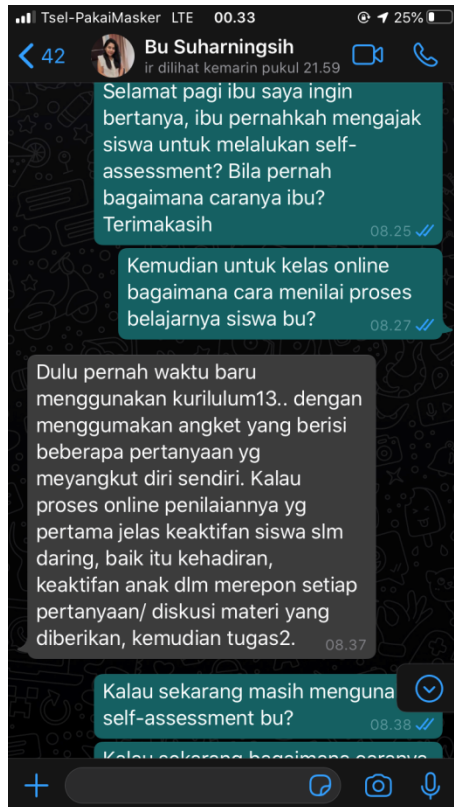 Tsel-PakaiMasker LTE 00.33 25%
42 Bu Suharningsih
ir dilihat kemarin pukul 21.59
Selamat pagi ibu saya ingin
bertanya, ibu pernahkah mengajak
siswa untuk melalukan self-
assessment? Bila pernah
bagaimana caranya ibu?
Terimakasih
08.25
Kemudian untuk kelas online
bagaimana cara menilai proses
belajarnya siswa bu?
08.27
Dulu pernah waktu baru
menggunakan kurilulum13.. dengan
menggumakan angket yang berisi
beberapa pertanyaan yg
meyangkut diri sendiri. Kalau
proses online penilaiannya yg
pertama jelas keaktifan siswa slm
daring, baik itu kehadiran,
keaktifan anak dlm merepon setiap
pertanyaan/ diskusi materi yang
diberikan, kemudian tugas2.
08.37
Kalau sekarang masih menguna
self-assessment bu?
08.38
Kalau sekarang bagaimana caranya